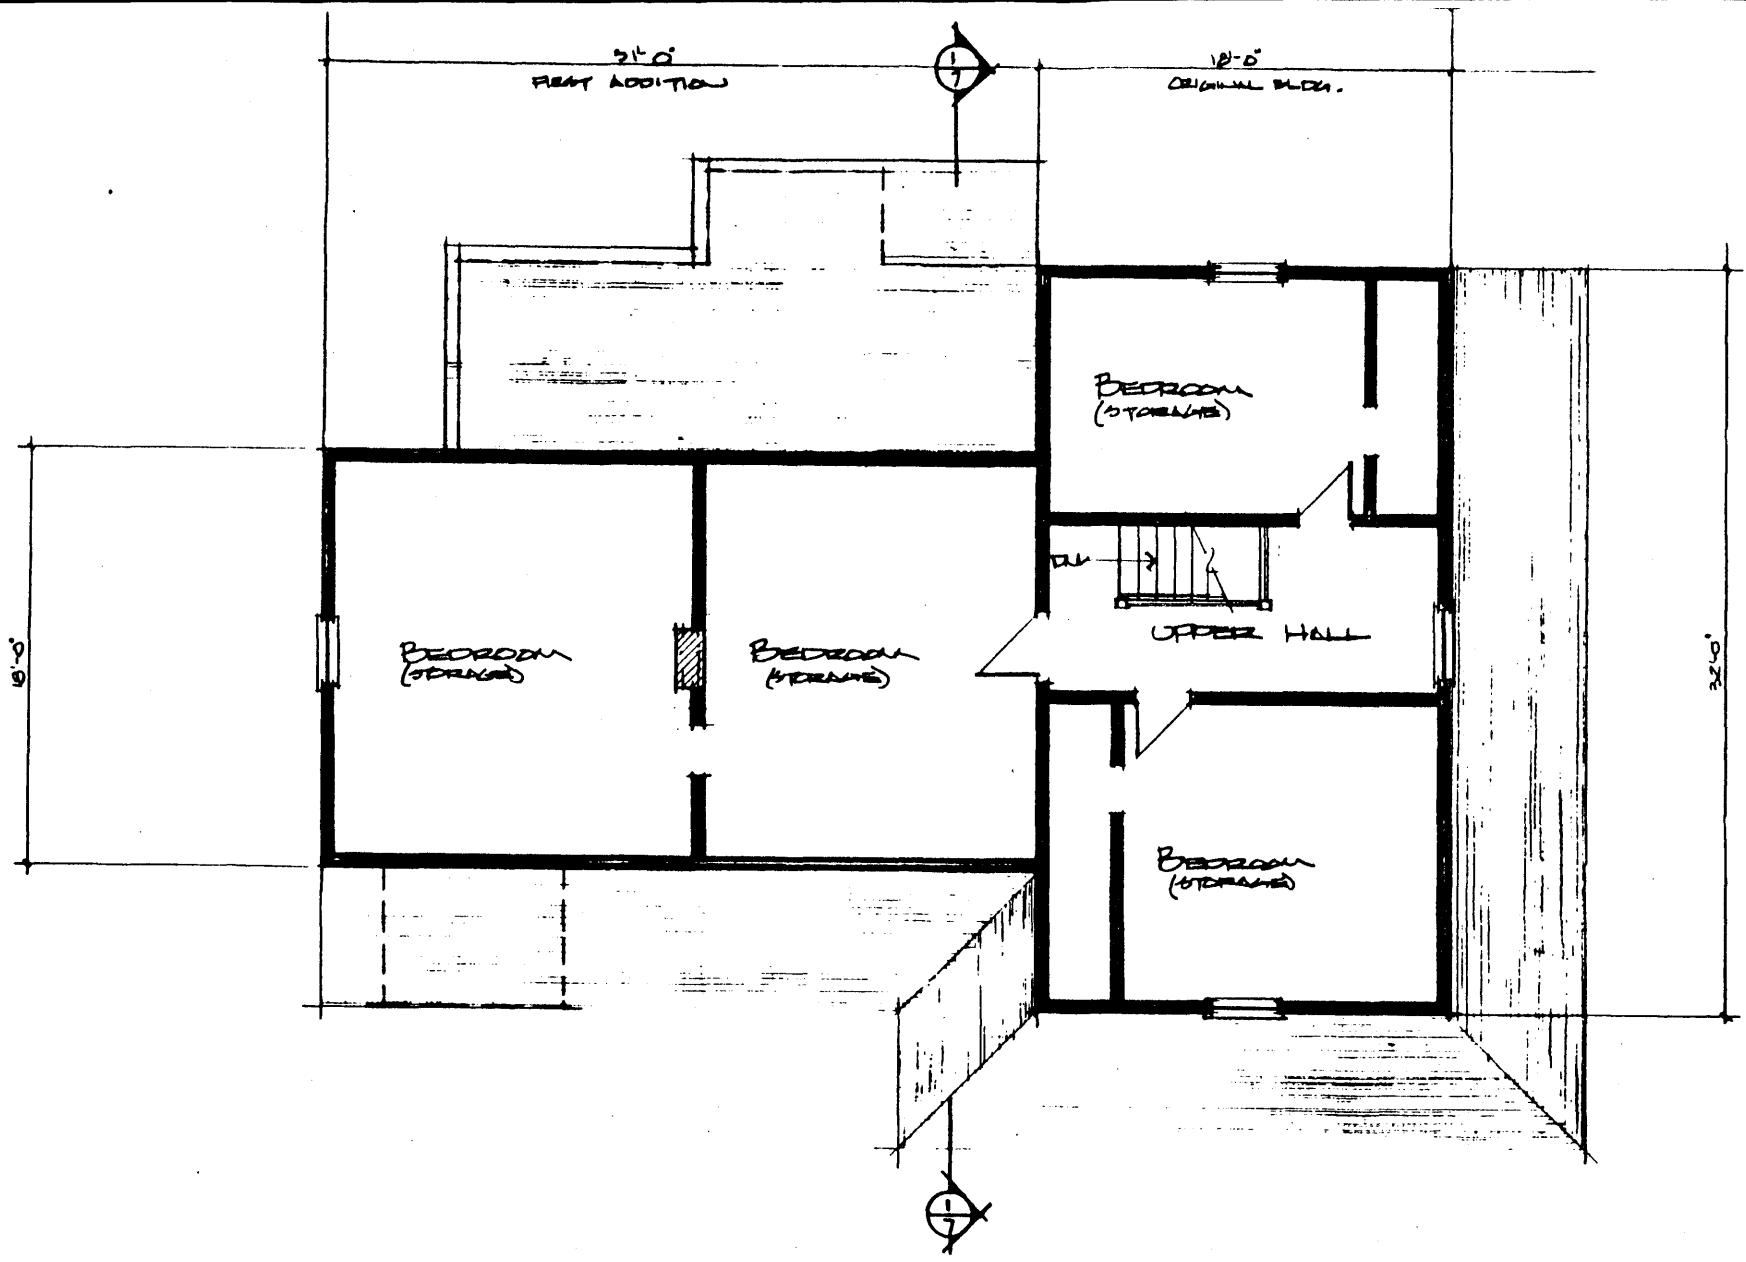 31'-0"
FIRST ADDITION
1
7
18'-0"
ORIGINAL BLDG.
BEDROOM
(STORAGE)
DN
UPPER HALL
BEDROOM
(STORAGE)
BEDROOM
(STORAGE)
18'-0"
32'-0"
BEDROOM
(STORAGE)
1
7